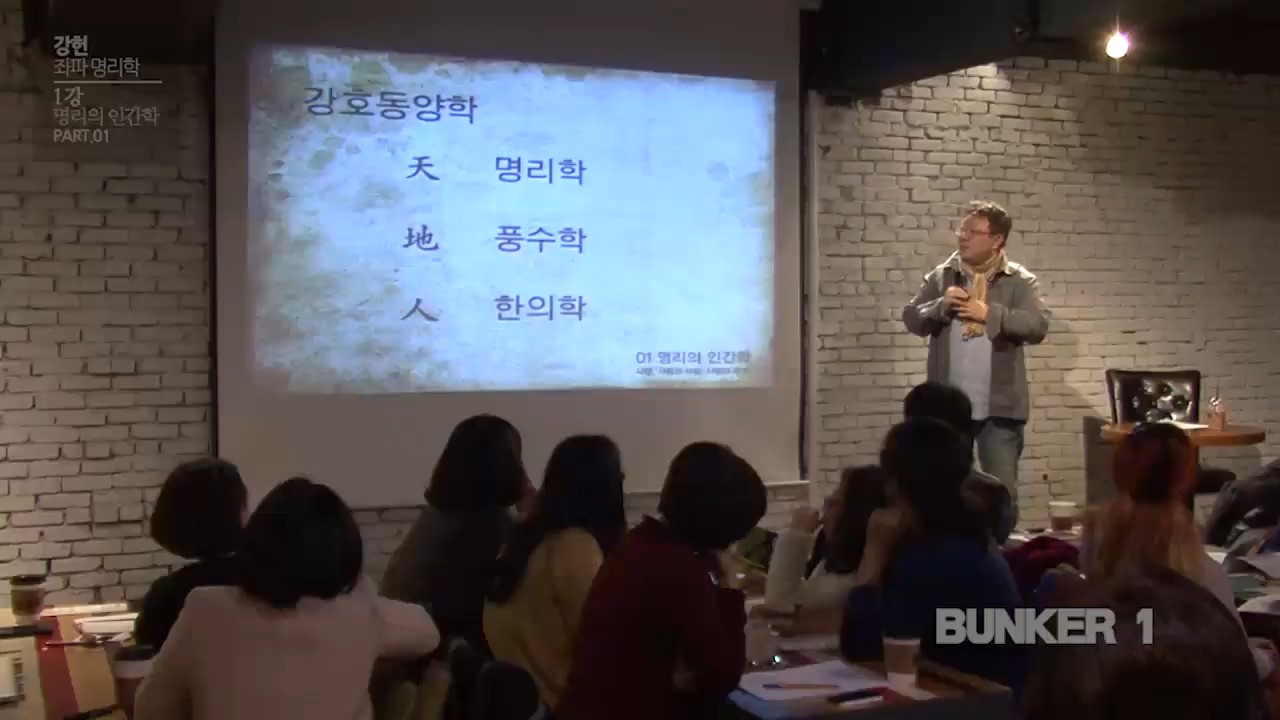 강헌
좌파 명리학
1강
명리의 인간학
PART.01
강호동양학
天 명리학
地 풍수학
人 한의학
01 명리의 인간학
BUNKER 1